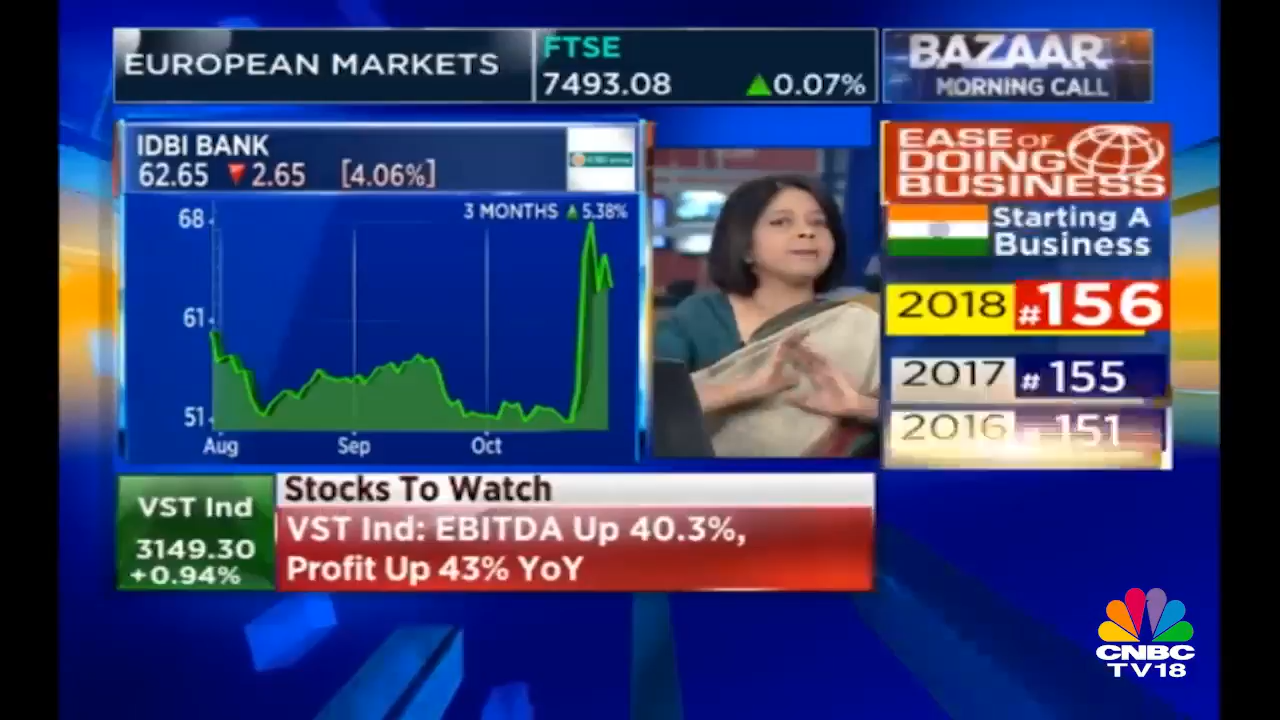 EUROPEAN MARKETS
FTSE
7493.08 ▲0.07%
BAZAAR
MORNING CALL
IDBI BANK
62.65 ▼2.65 [4.06%]
3 MONTHS ▲5.38%
68
61
51
Aug Sep Oct
EASE OF
DOING
BUSINESS
Starting A
Business
2018 #156
2017 #155
2016 151
VST Ind
3149.30
+0.94%
Stocks To Watch
VST Ind: EBITDA Up 40.3%,
Profit Up 43% YoY
CNBC
TV18